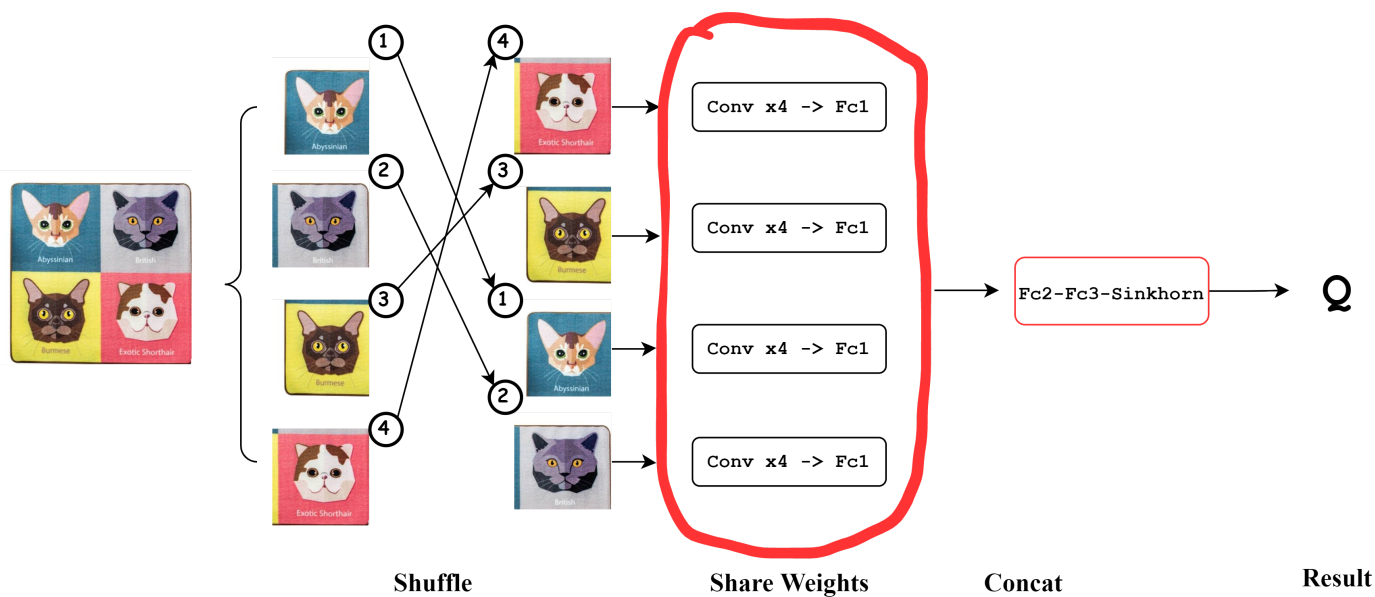 Abyssinian
British
Burmese
Exotic Shorthair
1
Abyssinian
2
British
3
Burmese
4
Exotic Shorthair
4
Exotic Shorthair
3
Burmese
1
Abyssinian
2
British
Conv x4 -> Fc1
Conv x4 -> Fc1
Conv x4 -> Fc1
Conv x4 -> Fc1
Fc2-Fc3-Sinkhorn
Q
Shuffle
Share Weights
Concat
Result